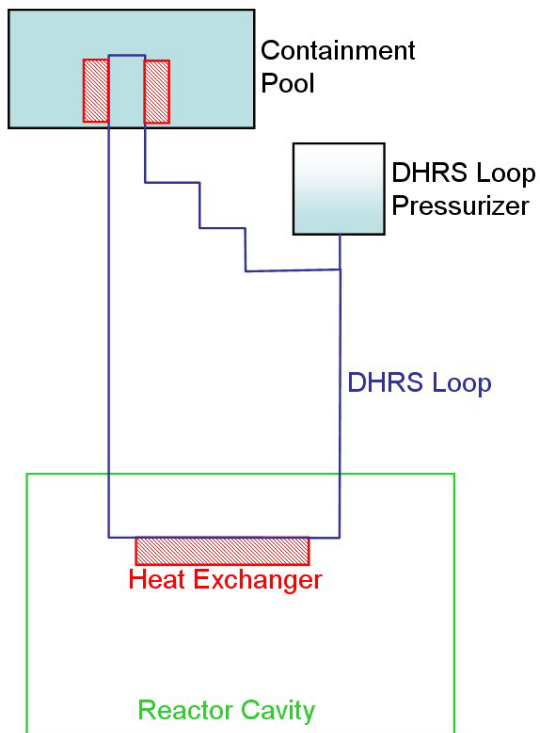 Containment
Pool
DHRS Loop
Pressurizer
DHRS Loop
Heat Exchanger
Reactor Cavity